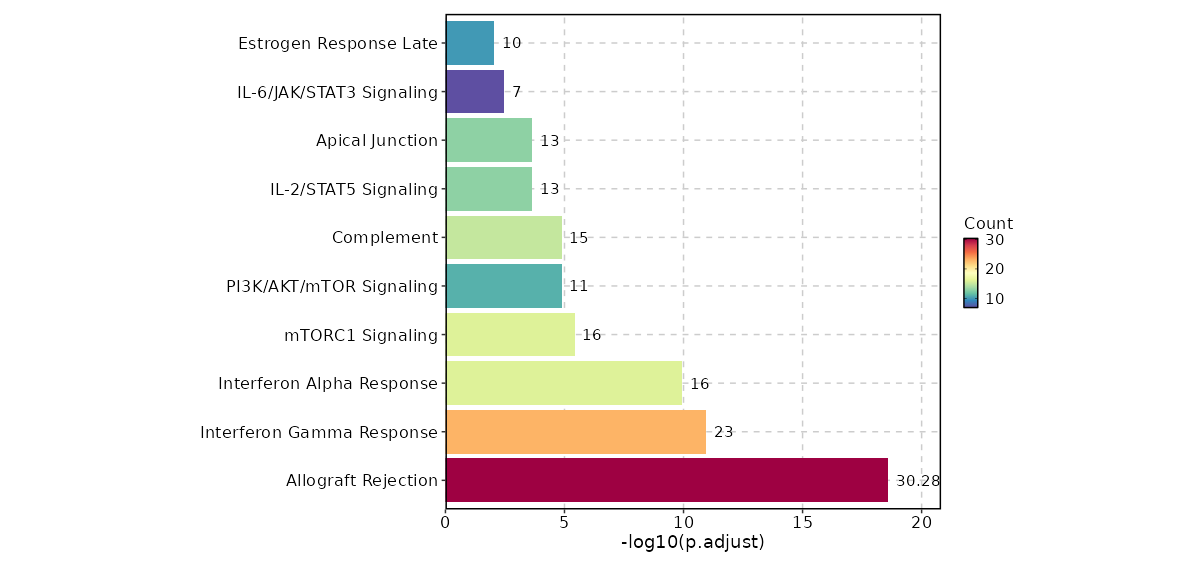 Estrogen Response Late 10
IL-6/JAK/STAT3 Signaling 7
Apical Junction 13
IL-2/STAT5 Signaling 13
Complement 15
PI3K/AKT/mTOR Signaling 11
mTORC1 Signaling 16
Interferon Alpha Response 16
Interferon Gamma Response 23
Allograft Rejection 30.28
0 5 10 15 20
-log10(p.adjust)
Count
30
20
10